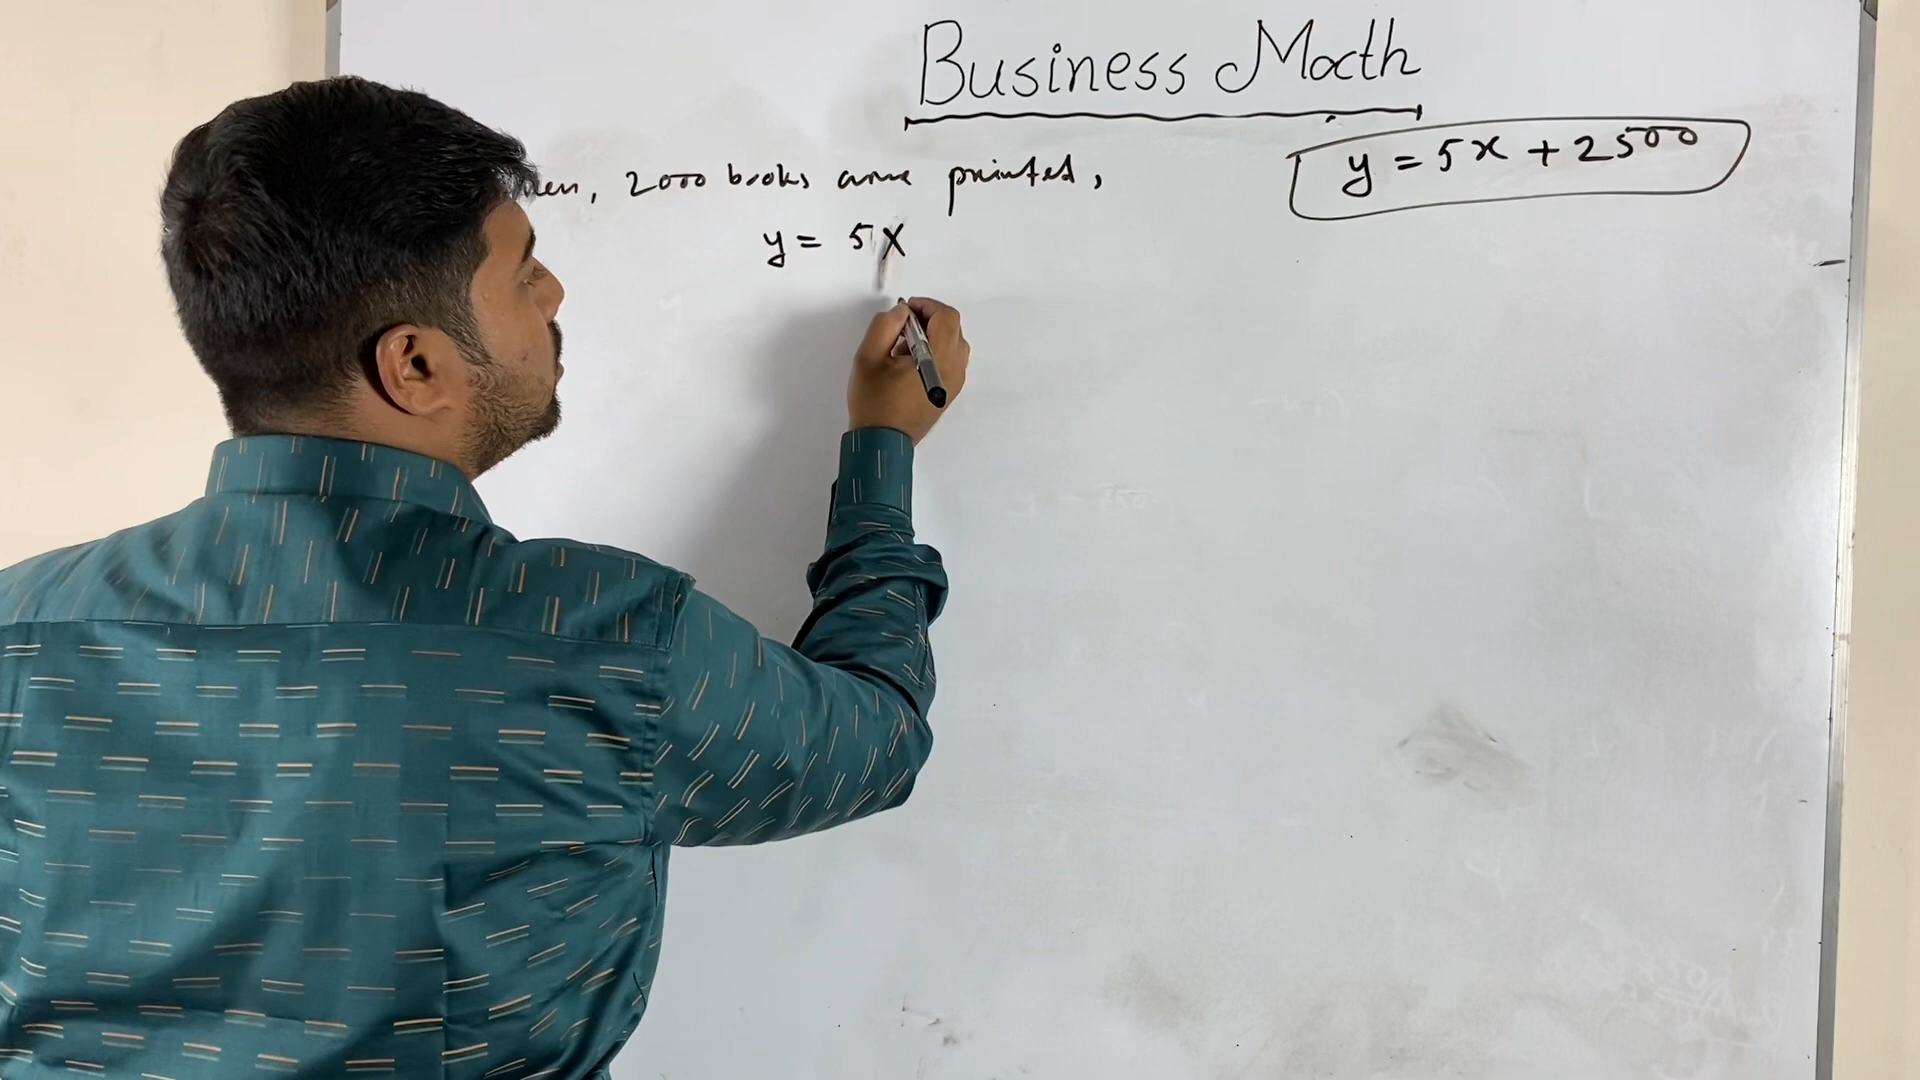 Business Math
y = 5x + 2500
2000 books are printed,
y = 5x